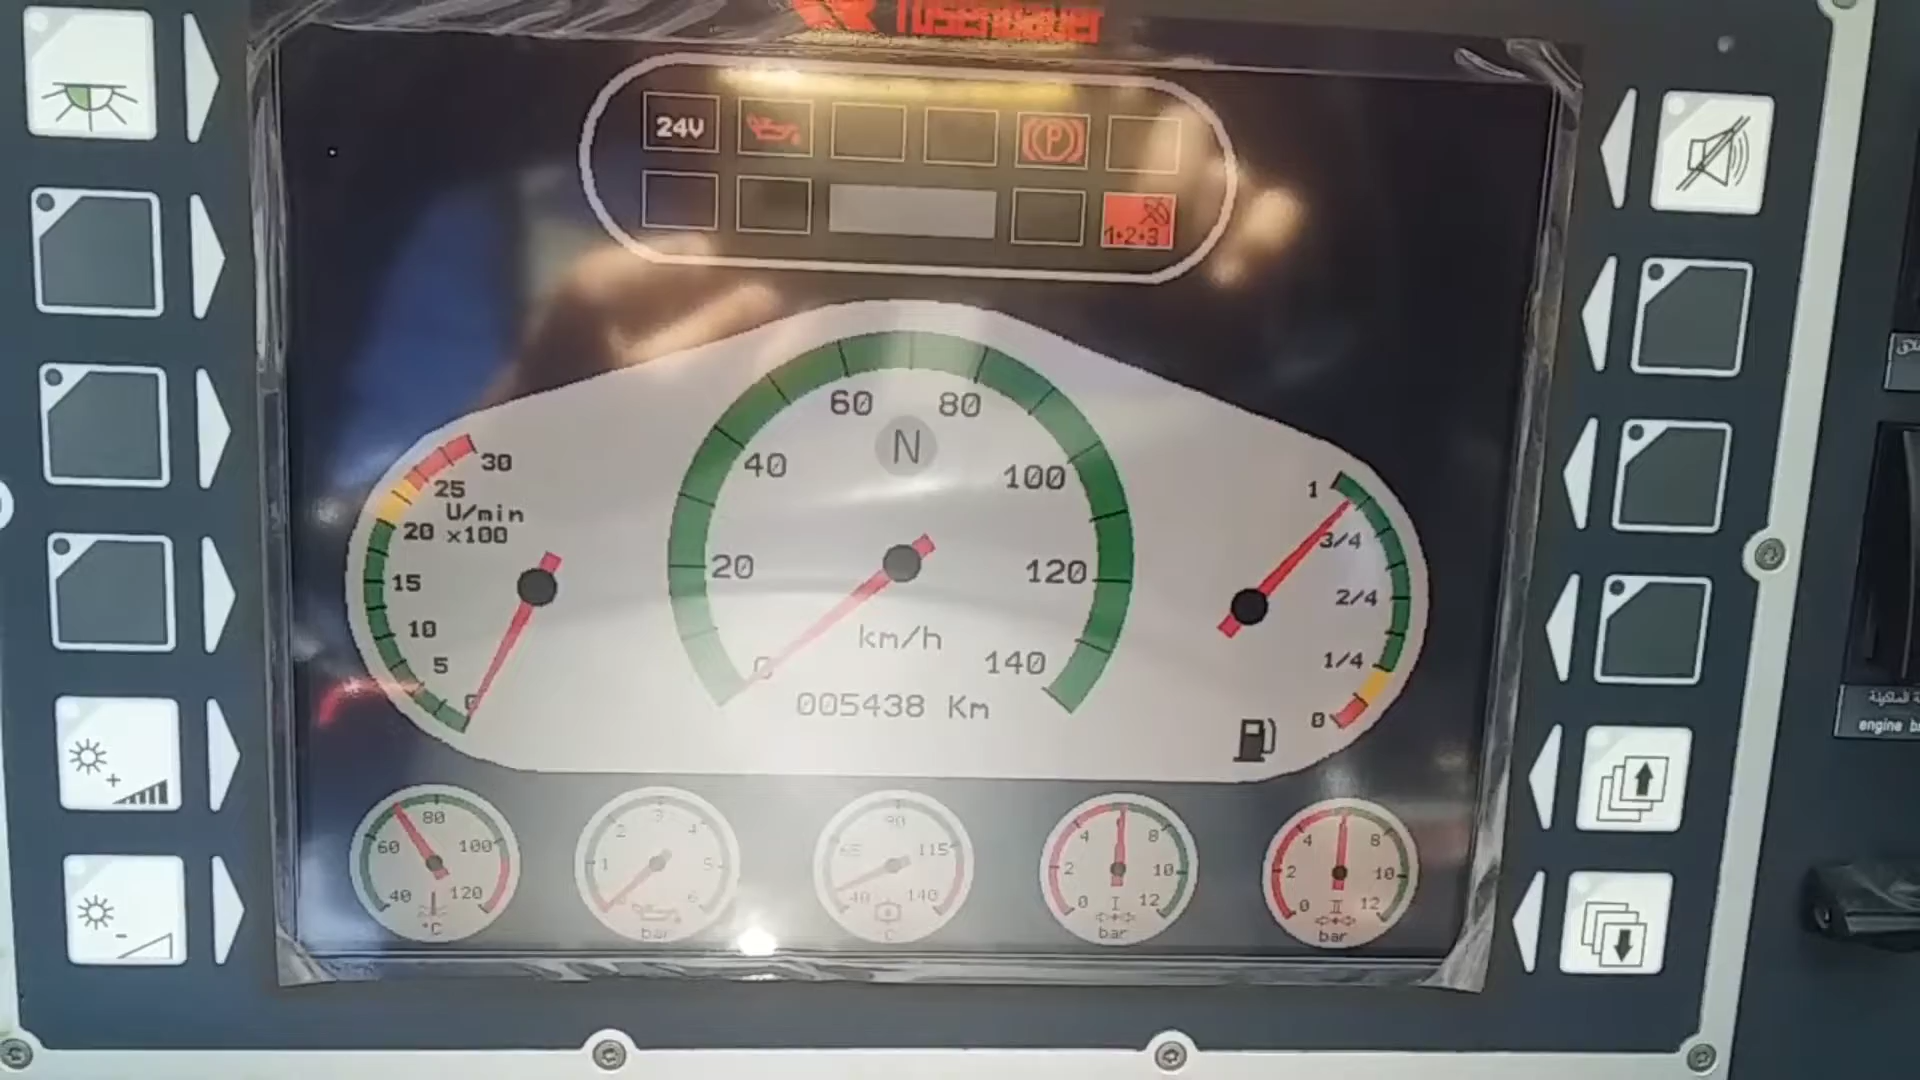 rosenbauer
24V
(P)
1+2+3
60 80
N
30
40 100
25
1
U/min
20 x100
3/4
15
20 120
2/4
10
km/h
5
0 140 1/4
0
005438 Km
0
80
60 100
40 120
°C
3
2 4
1 5
0 6
bar
90
65 115
40 140
°C
4 8
2 10
0 I 12
bar
4 8
2 10
0 II 12
bar